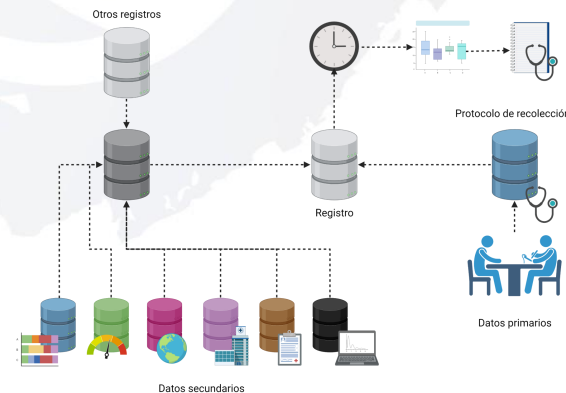 Otros registros
Protocolo de recolección
Registro
Datos primarios
Datos secundarios